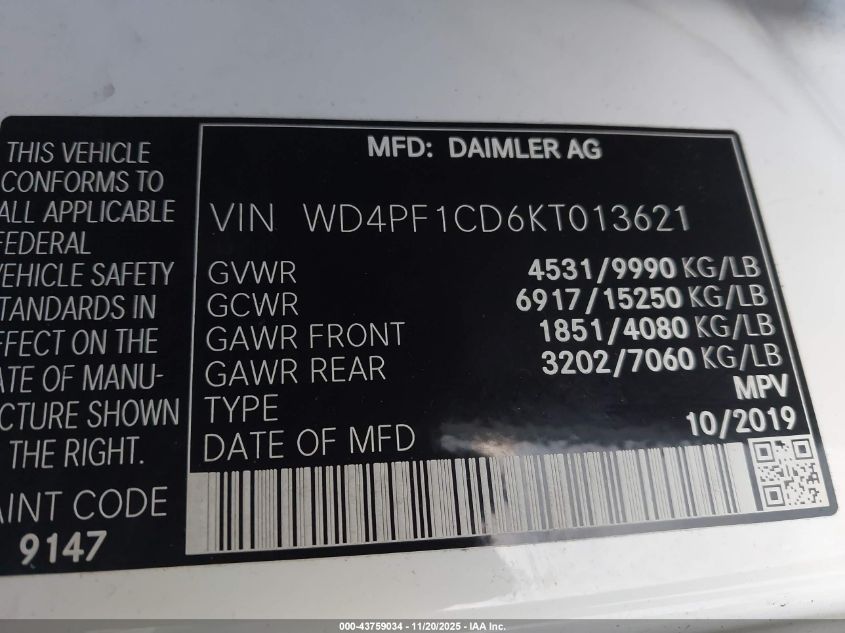 THIS VEHICLE
CONFORMS TO
ALL APPLICABLE
FEDERAL
VEHICLE SAFETY
STANDARDS IN
EFFECT ON THE
DATE OF MANU-
FACTURE SHOWN
THE RIGHT.
PAINT CODE
9147
MFD: DAIMLER AG
VIN WD4PF1CD6KT013621
GVWR 4531/9990 KG/LB
GCWR 6917/15250 KG/LB
GAWR FRONT 1851/4080 KG/LB
GAWR REAR 3202/7060 KG/LB
TYPE MPV
DATE OF MFD 10/2019
000-43759034 - 11/20/2025 - IAA Inc.